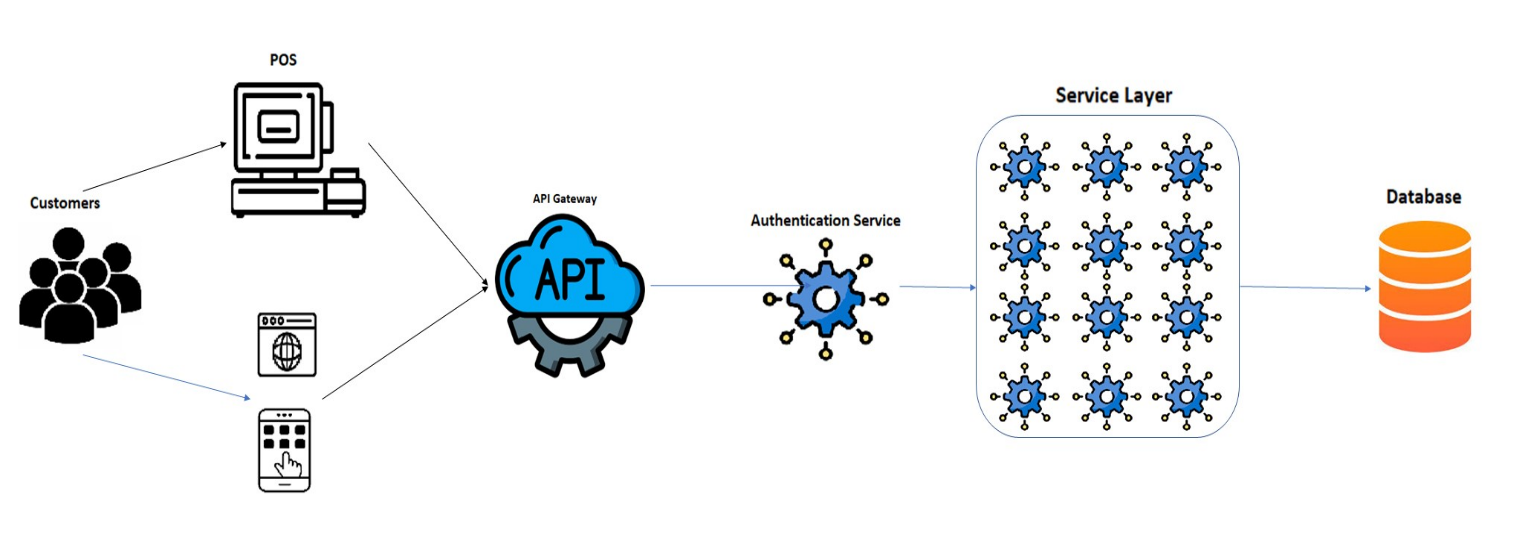 POS
Customers
API Gateway
API
Authentication Service
Service Layer
Database